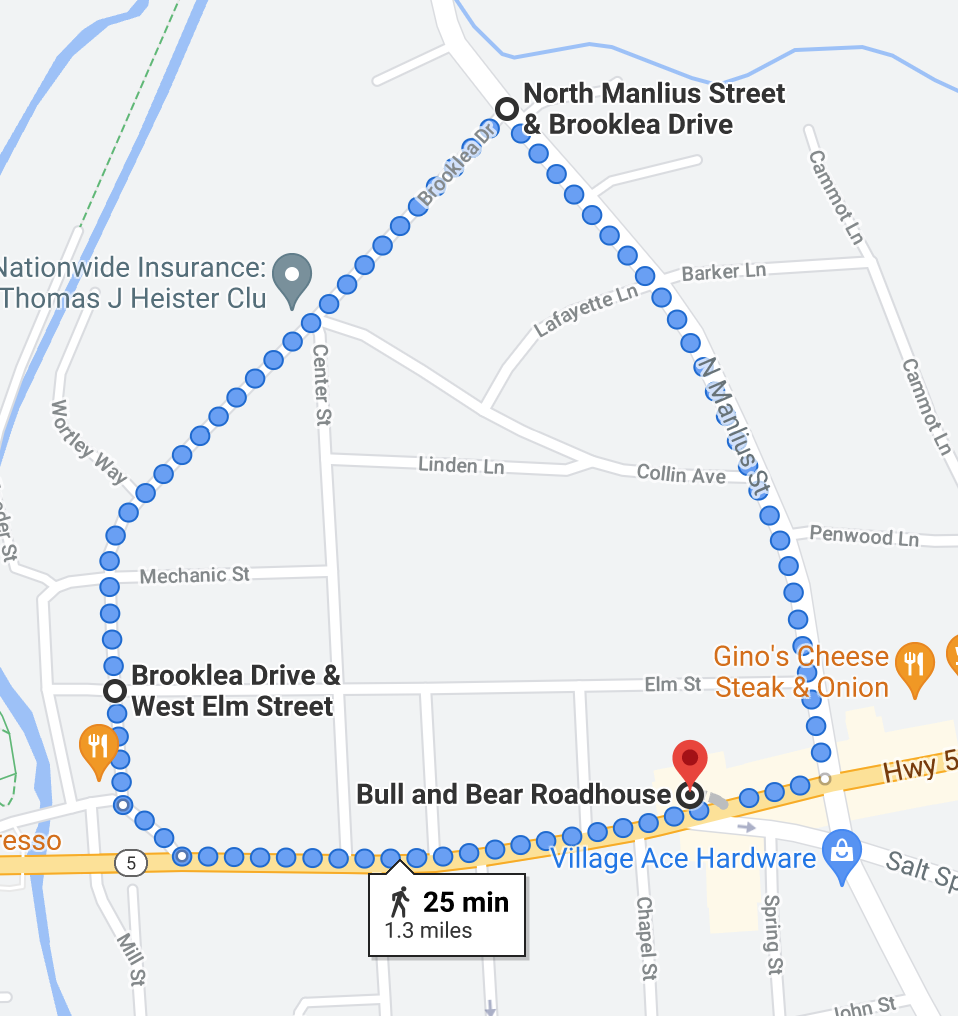 North Manlius Street
& Brooklea Drive
Brooklea Dr
Cammot Ln
Nationwide Insurance:
Thomas J Heister Clu
Barker Ln
Lafayette Ln
Center St
N Manlius St
Cammot Ln
Wortley Way
Linden Ln
Collin Ave
Penwood Ln
Mechanic St
Brooklea Drive &
West Elm Street
Elm St
Gino's Cheese
Steak & Onion
Hwy 5
Bull and Bear Roadhouse
5
Village Ace Hardware
Salt Sp
25 min
1.3 miles
Mill St
Chapel St
Spring St
John St